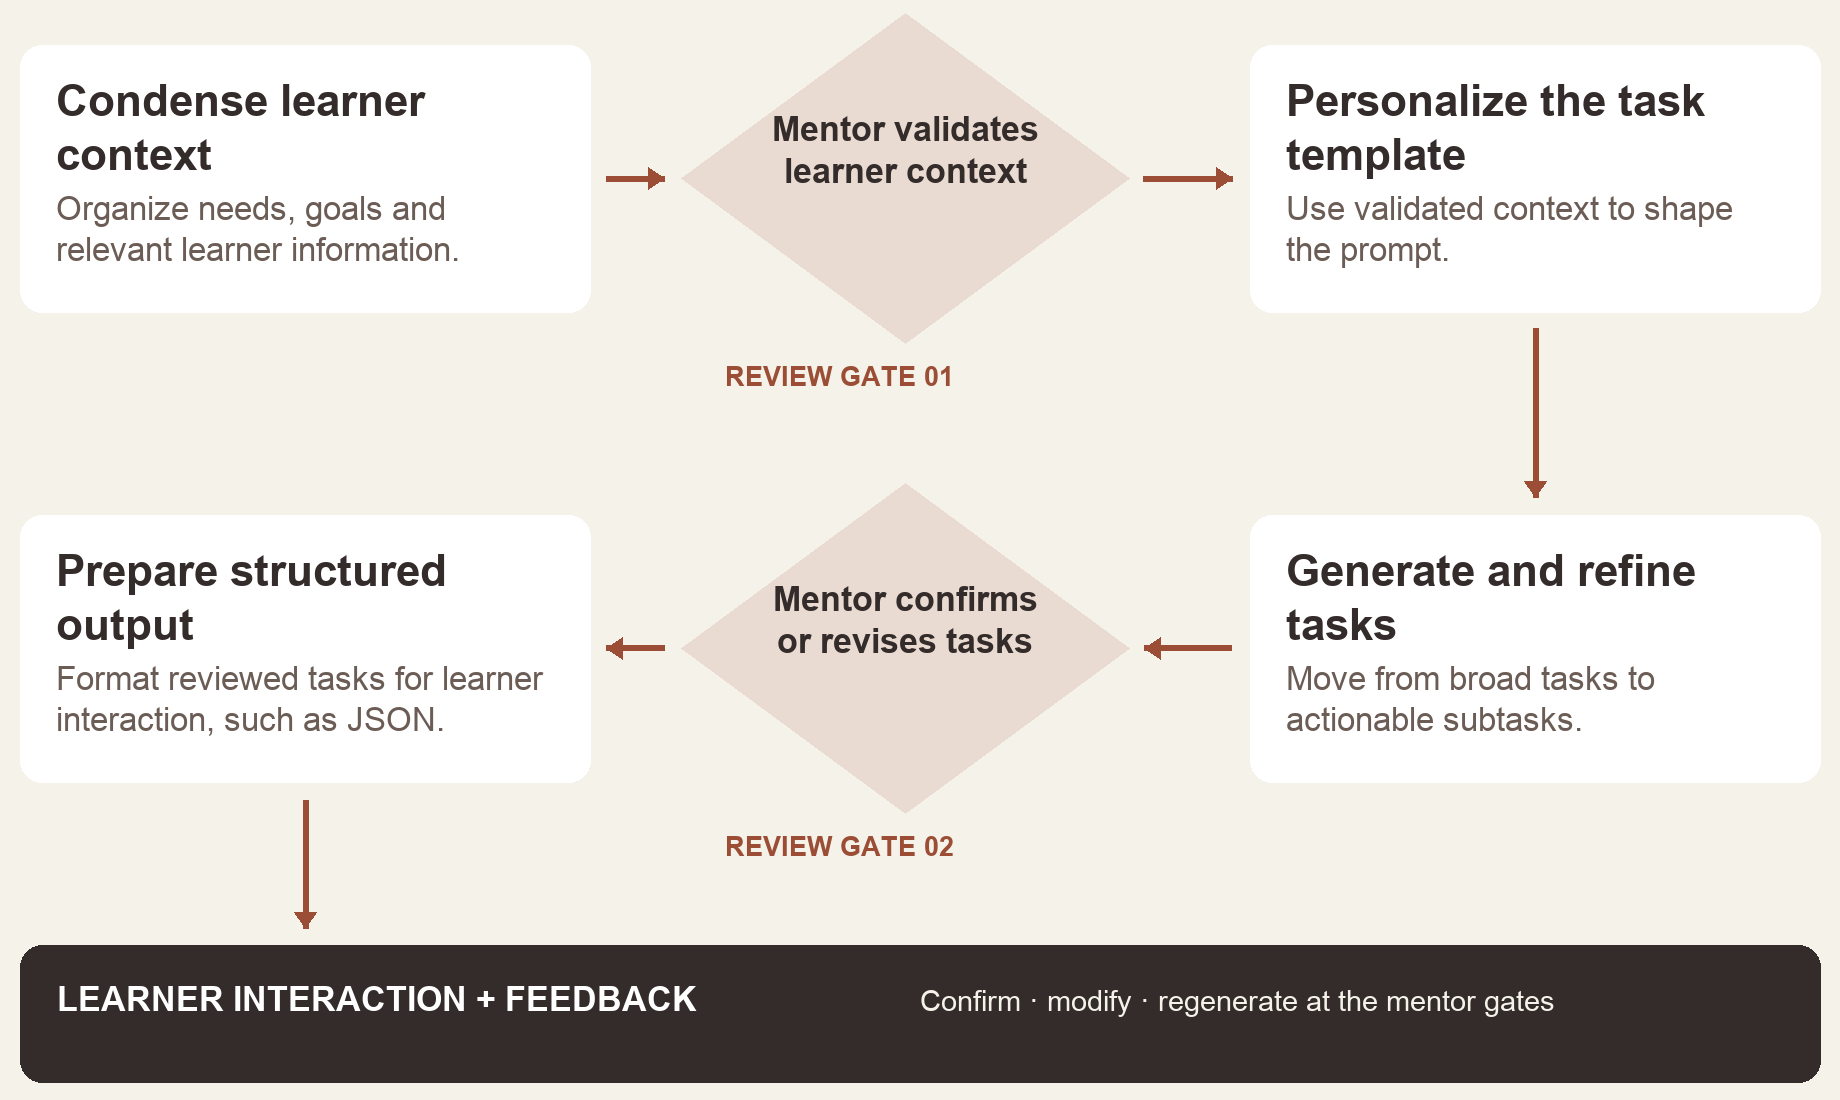 Condense learner
context
Organize needs, goals and
relevant learner information.
Mentor validates
learner context
REVIEW GATE 01
Personalize the task
template
Use validated context to shape
the prompt.
Generate and refine
tasks
Move from broad tasks to
actionable subtasks.
Mentor confirms
or revises tasks
REVIEW GATE 02
Prepare structured
output
Format reviewed tasks for learner
interaction, such as JSON.
LEARNER INTERACTION + FEEDBACK
Confirm · modify · regenerate at the mentor gates